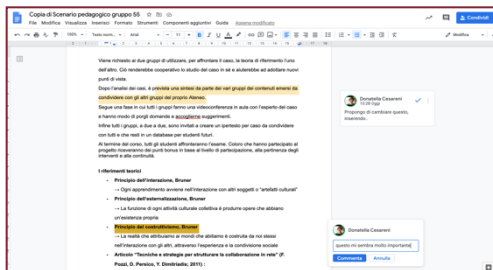 Copia di Scenario pedagogico gruppo 55
File Modifica Visualizza Inserisci Formato Strumenti Componenti aggiuntivi Guida Appena modificato
Condividi
100% Testo norm... Arial 11 Modifica
Viene richiesto ai due gruppi di utilizzare, per affrontare il caso, la teoria di riferimento l'uno
dell'altro. Ciò renderebbe cooperativo lo studio del caso in sé e aiuterebbe ad adottare nuovi
punti di vista.
Dopo l'analisi dei casi, è prevista una sintesi da parte dei vari gruppi dei contenuti emersi da
condividere con gli altri gruppi del proprio Ateneo.
Segue una fase in cui tutti i gruppi fanno una videoconferenza in aula con l'esperto del caso
e hanno modo di porgli domande e accoglierne suggerimenti.
Infine tutti i gruppi, a due a due, sono invitati a creare un ipertesto per caso da condividere
con tutti e che resti in un database per studenti futuri.
Al termine del corso, tutti gli studenti affronteranno l'esame. Coloro che hanno partecipato al
progetto riceveranno dei punti bonus in base al livello di partecipazione, alla pertinenza degli
interventi e alla continuità.
I riferimenti teorici
- Principio dell'interazione, Bruner
→ Ogni apprendimento avviene nell'interazione con altri soggetti o "artefatti culturali"
- Principio dell'esternalizzazione, Bruner
→ La funzione di ogni attività culturale collettiva è produrre opere che abbiano
un'esistenza propria
- Principio del costruttivismo, Bruner
→ La realtà che attribuiamo ai mondi che abitiamo è costruita da noi stessi
nell'interazione con gli altri, attraverso l'esperienza e la condivisione sociale
- Articolo "Tecniche e strategie per strutturare la collaborazione in rete" (F.
Pozzi, D. Persico, Y. Dimitriadis; 2011) :
Donatella Cesareni
10:28 Oggi
Propongo di cambiare questo,
inserendo..
Donatella Cesareni
questo mi sembra molto importante
Commenta Annulla